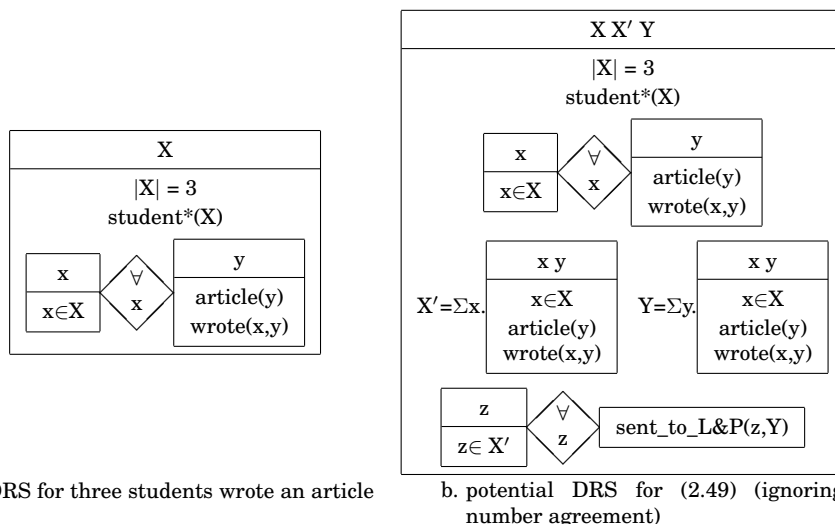 X
|X| = 3
student*(X)
x
x∈X
∀
x
y
article(y)
wrote(x,y)
DRS for three students wrote an article
X X′ Y
|X| = 3
student*(X)
x
x∈X
∀
x
y
article(y)
wrote(x,y)
X′=Σx.
x y
x∈X
article(y)
wrote(x,y)
Y=Σy.
x y
x∈X
article(y)
wrote(x,y)
z
z∈ X′
∀
z
sent_to_L&P(z,Y)
b. potential DRS for (2.49) (ignoring
number agreement)